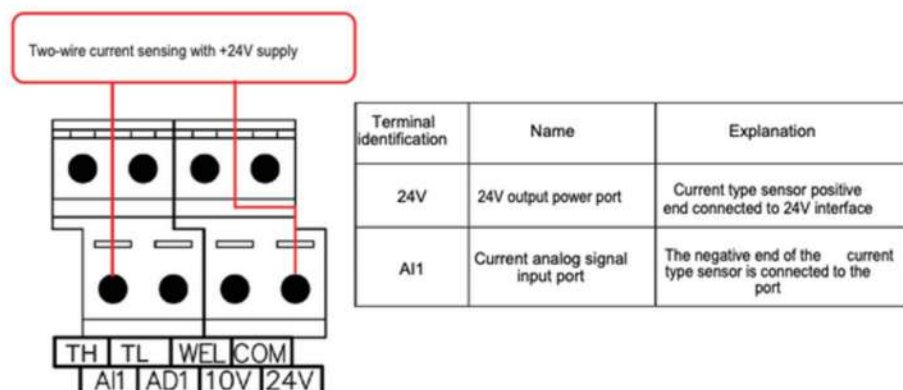 Two-wire current sensing with +24V supply
Terminal
identification
Name
Explanation
24V
24V output power port
Current type sensor positive
end connected to 24V interface
AI1
Current analog signal
input port
The negative end of the current
type sensor is connected to the
port
TH TL WEL COM
AI1 AD1 10V 24V